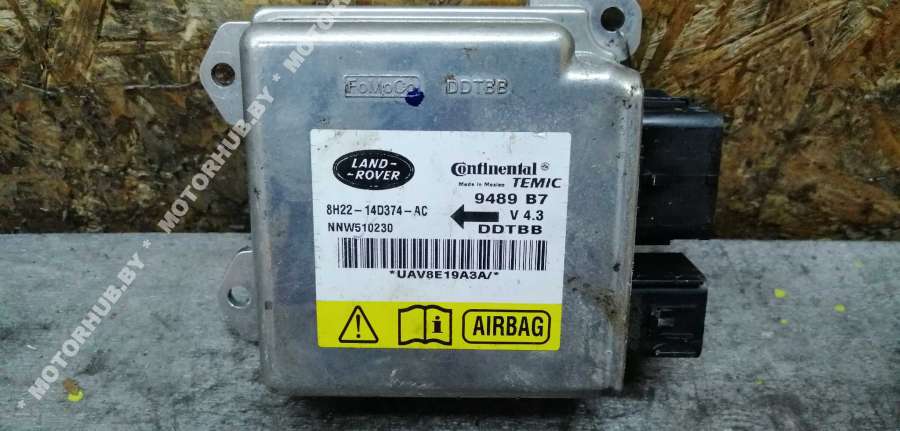 FoMoCo DDTBB
LAND-
-ROVER
Continental
Made in Mexico TEMIC
9489 B7
8H22-14D374-AC
V 4.3
NNW510230
DDTBB
*UAV8E19A3A/*
i
AIRBAG
* MOTORHUB.BY * MOTORHUB.BY * MOTORHUB.BY *